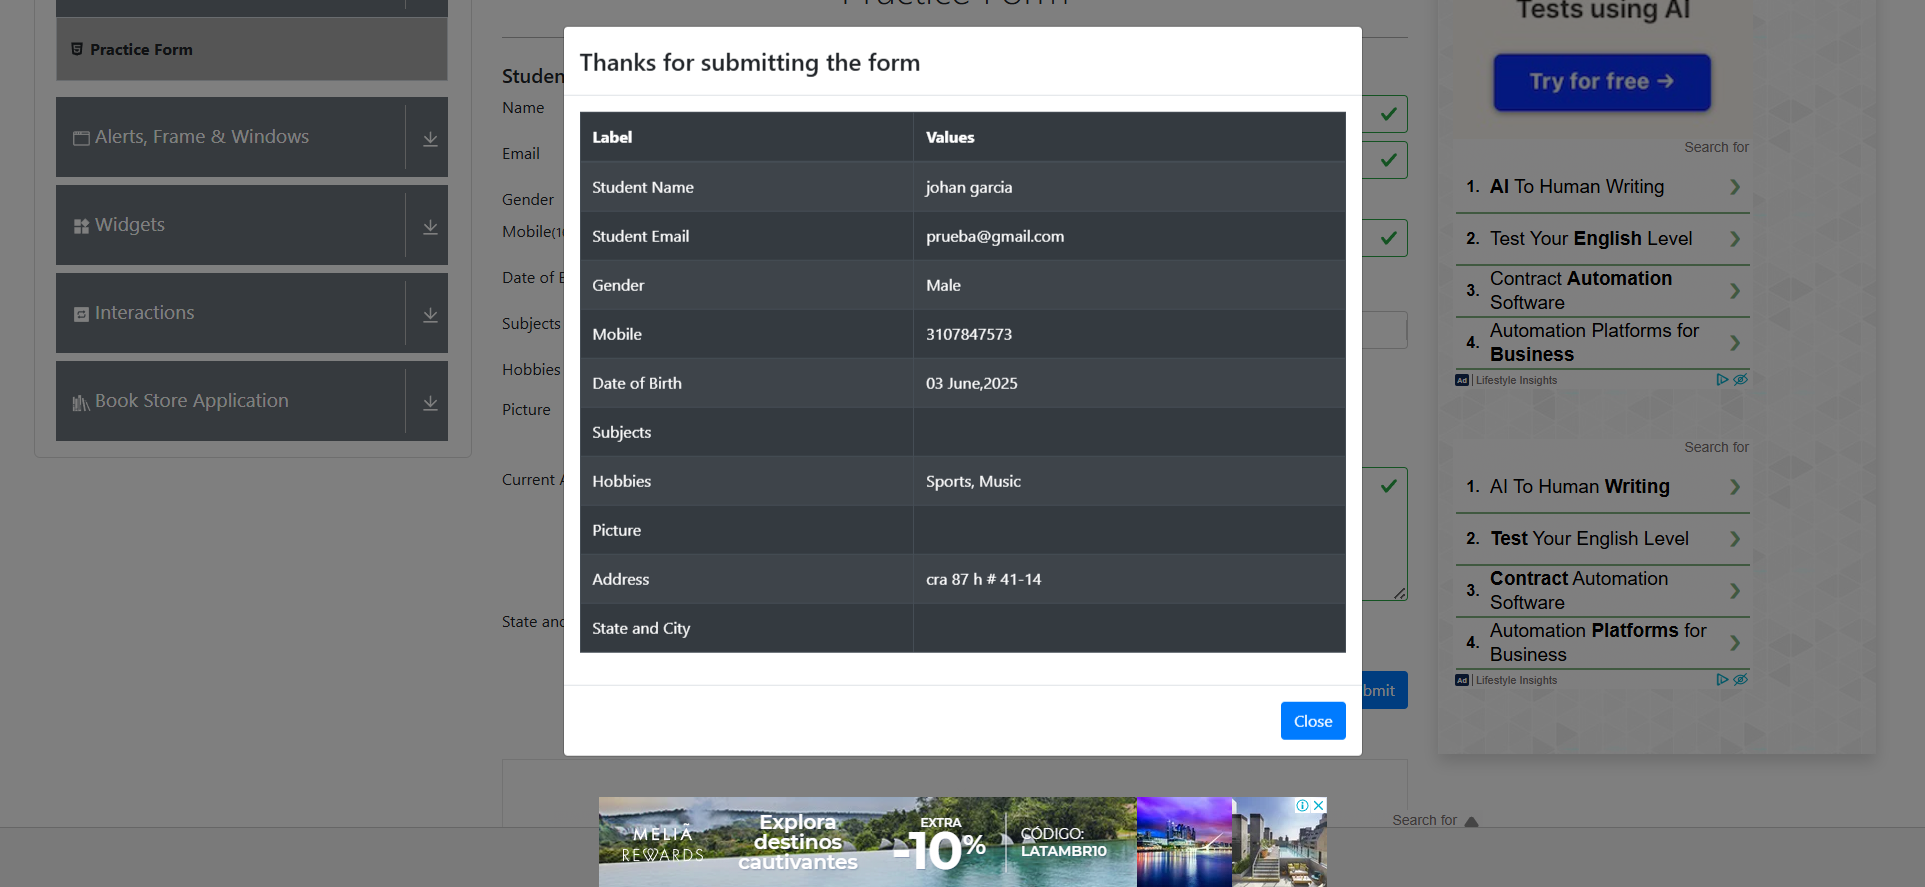 Practice Form
Tests using AI
Practice Form
Try for free →
Thanks for submitting the form
Studen
Name
Alerts, Frame & Windows
Label Values
Search for
Email
Student Name johan garcia
1. AI To Human Writing
Gender
Widgets
Mobile(1
Student Email prueba@gmail.com
2. Test Your English Level
Date of B
Gender Male
3. Contract Automation
Software
Interactions
Subjects
Mobile 3107847573
4. Automation Platforms for
Business
Hobbies
Date of Birth 03 June,2025
Ad | Lifestyle Insights
Book Store Application
Picture
Subjects
Search for
Current A
Hobbies Sports, Music
1. AI To Human Writing
Picture
2. Test Your English Level
Address cra 87 h # 41-14
3. Contract Automation
Software
State and
State and City
4. Automation Platforms for
Business
Ad | Lifestyle Insights
bmit
Close
Search for
MELIÃ
REWARDS
Explora
destinos
cautivantes
EXTRA
-10%
CÓDIGO:
LATAMBR10